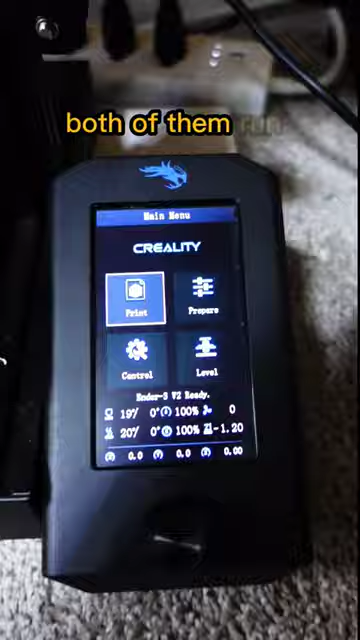 both of them run
Main Menu
CREALITY
Print
Prepare
Control
Level
Ender-3 V2 Ready.
19/ 0° 100% 0
20/ 0° 100% -1.20
0.0 0.0 0.00